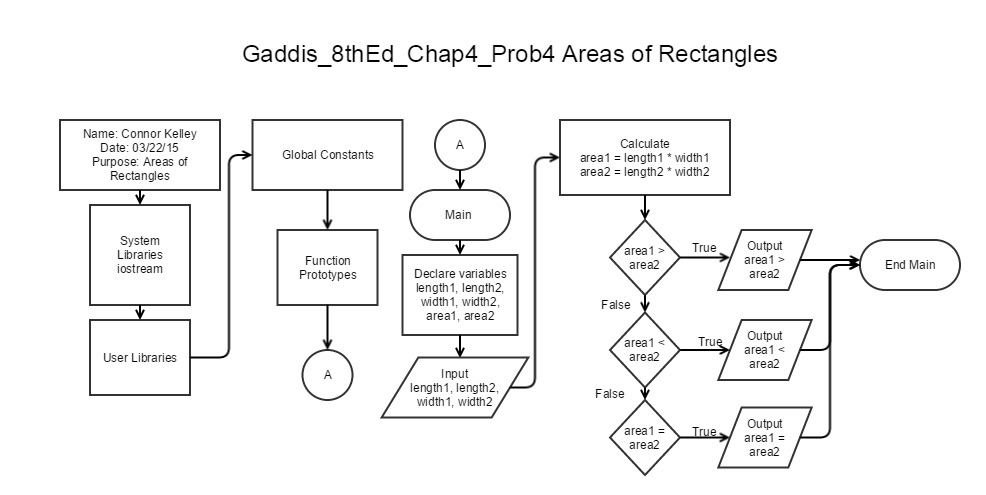 Gaddis_8thEd_Chap4_Prob4 Areas of Rectangles
Name: Connor Kelley
Date: 03/22/15
Purpose: Areas of
Rectangles
System
Libraries
iostream
User Libraries
Global Constants
Function
Prototypes
A
A
Main
Declare variables
length1, length2,
width1, width2,
area1, area2
Input
length1, length2,
width1, width2
Calculate
area1 = length1 * width1
area2 = length2 * width2
area1 >
area2
True
Output
area1 >
area2
False
area1 <
area2
True
Output
area1 <
area2
False
area1 =
area2
True
Output
area1 =
area2
End Main